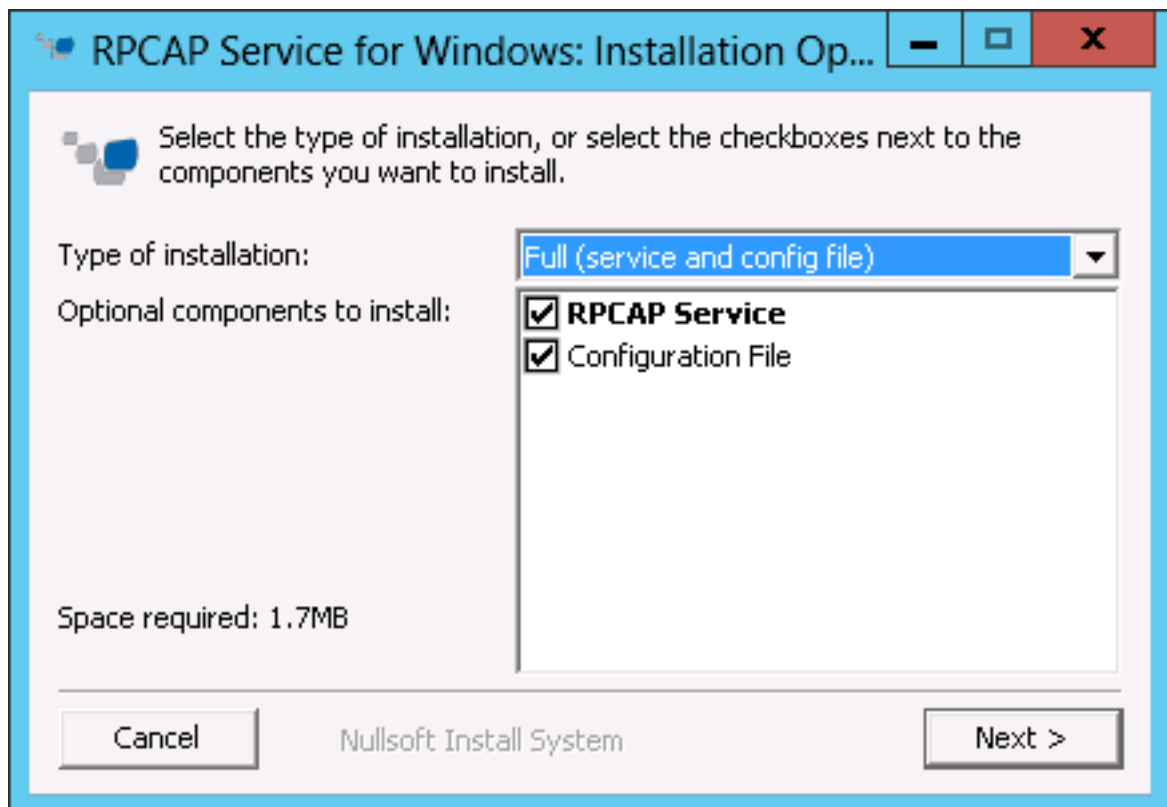 RPCAP Service for Windows: Installation Op...
Select the type of installation, or select the checkboxes next to the
components you want to install.
Type of installation:
Full (service and config file)
Optional components to install:
RPCAP Service
Configuration File
Space required: 1.7MB
Cancel
Nullsoft Install System
Next >